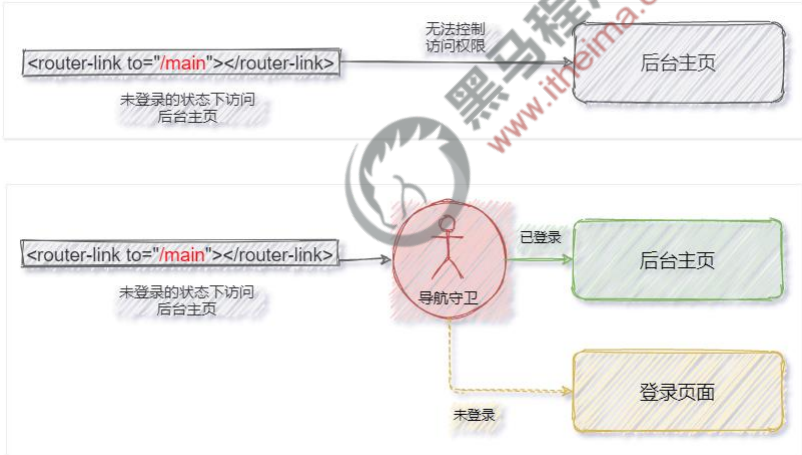 无法控制
访问权限
<router-link to="/main"></router-link>
后台主页
未登录的状态下访问
后台主页
黑马程
www.itheima.c
<router-link to="/main"></router-link>
导航守卫
已登录
后台主页
未登录的状态下访问
后台主页
未登录
登录页面